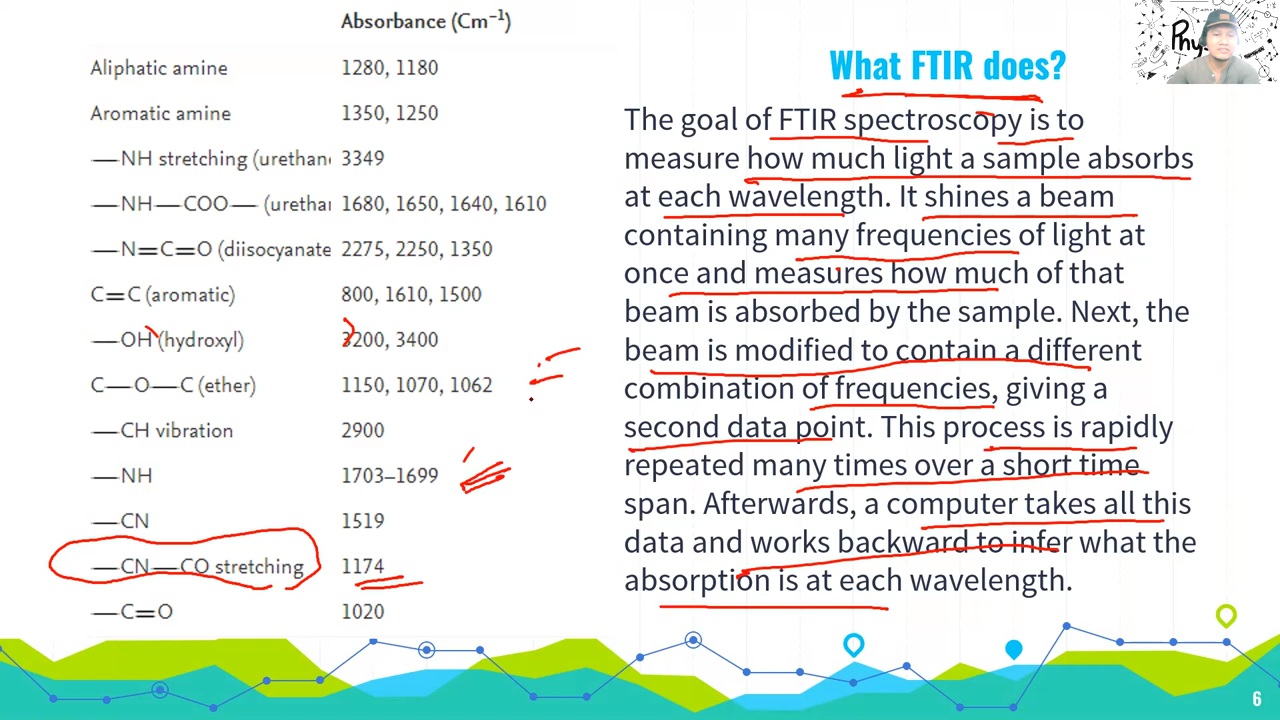 Absorbance (Cm⁻¹)
Aliphatic amine 1280, 1180
Aromatic amine 1350, 1250
—NH stretching (urethan 3349
—NH—COO— (urethar 1680, 1650, 1640, 1610
—N=C=O (diisocyanate 2275, 2250, 1350
C=C (aromatic) 800, 1610, 1500
—OH (hydroxyl) 3200, 3400
C—O—C (ether) 1150, 1070, 1062
—CH vibration 2900
—NH 1703–1699
—CN 1519
—CN—CO stretching 1174
—C=O 1020
What FTIR does?
The goal of FTIR spectroscopy is to
measure how much light a sample absorbs
at each wavelength. It shines a beam
containing many frequencies of light at
once and measures how much of that
beam is absorbed by the sample. Next, the
beam is modified to contain a different
combination of frequencies, giving a
second data point. This process is rapidly
repeated many times over a short time
span. Afterwards, a computer takes all this
data and works backward to infer what the
absorption is at each wavelength.
Phy
6